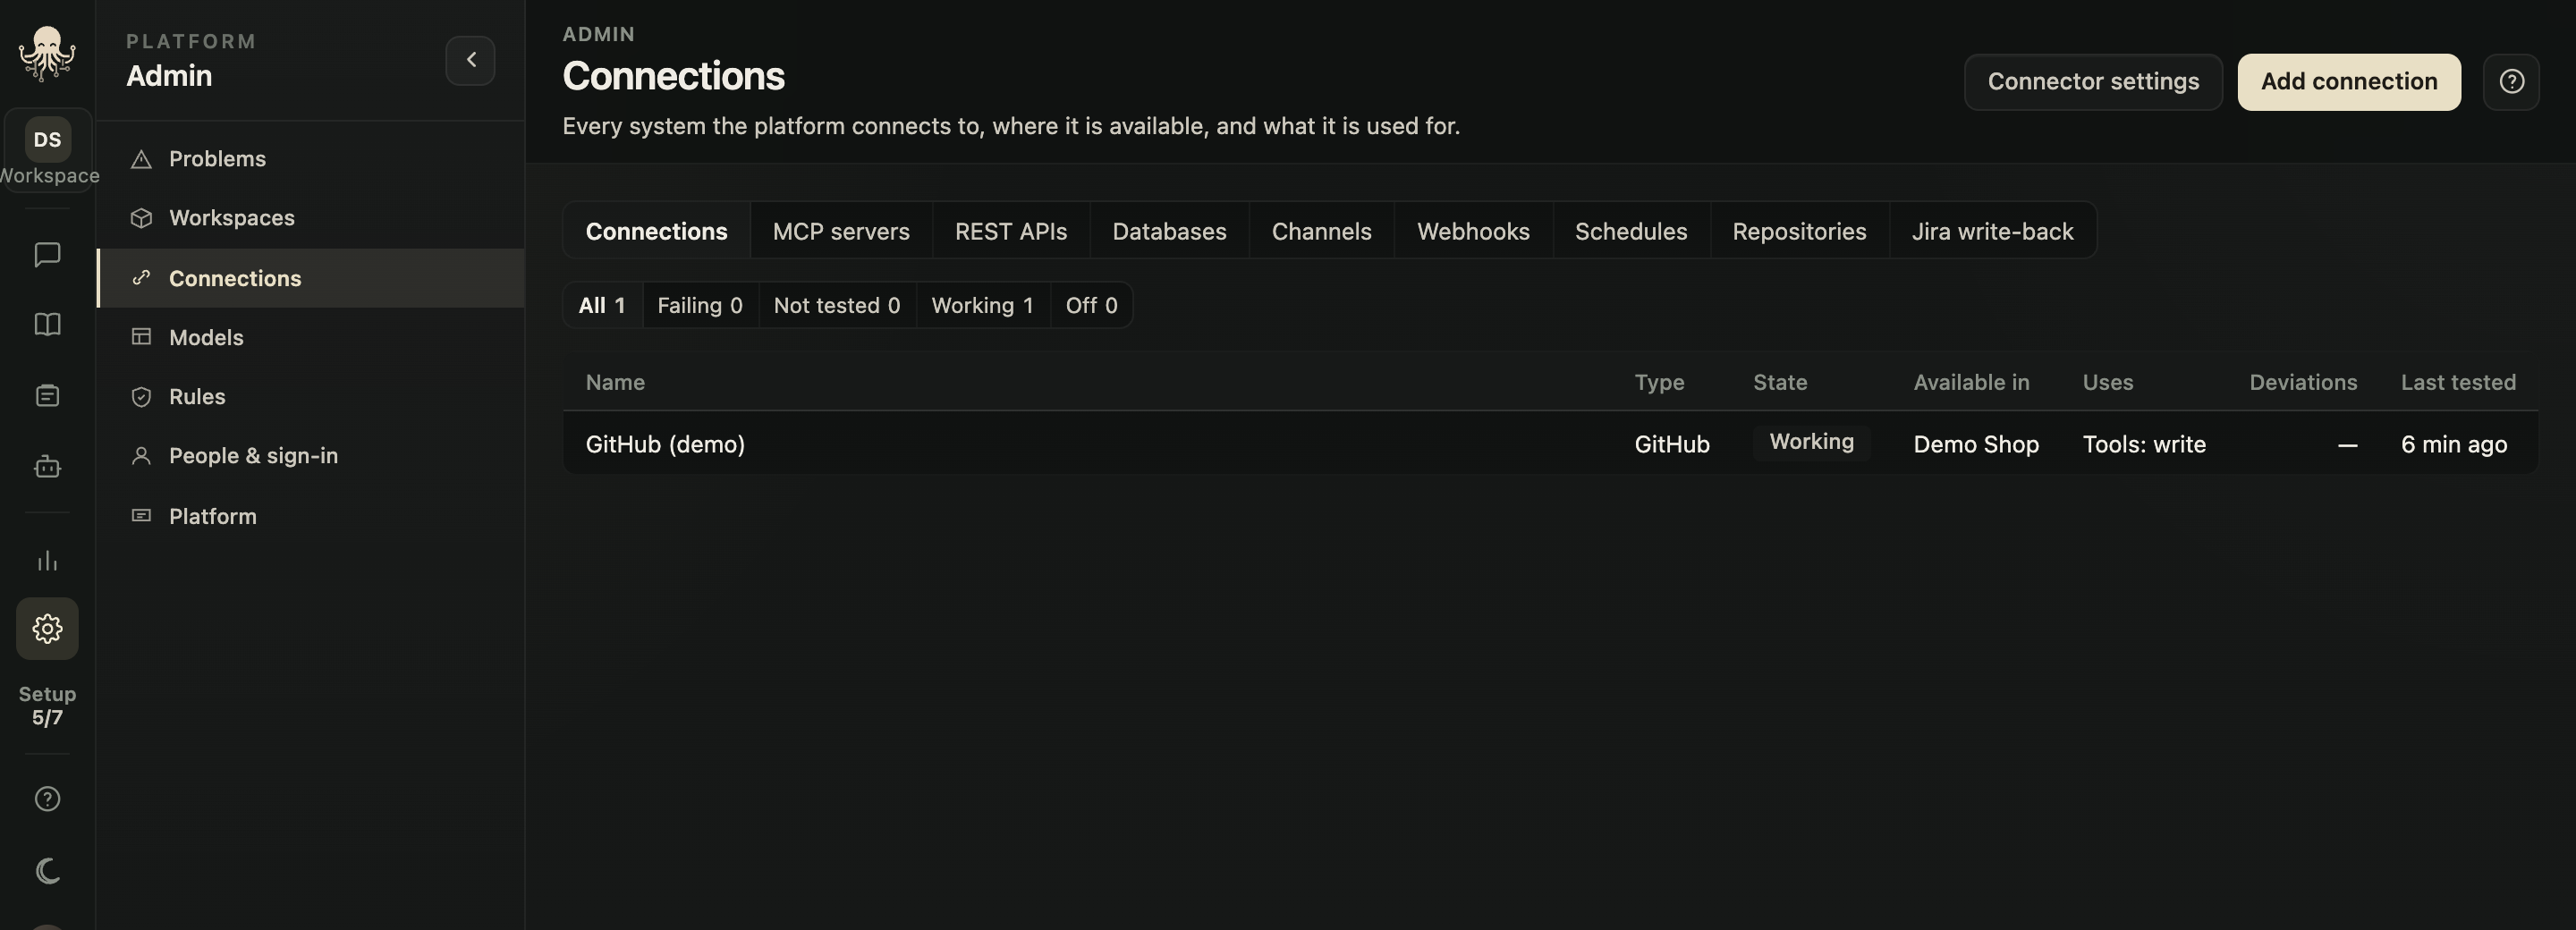 DS
Workspace
Setup
5/7
PLATFORM
Admin
Problems
Workspaces
Connections
Models
Rules
People & sign-in
Platform
ADMIN
Connections
Every system the platform connects to, where it is available, and what it is used for.
Connector settings
Add connection
Connections MCP servers REST APIs Databases Channels Webhooks Schedules Repositories Jira write-back
All 1 Failing 0 Not tested 0 Working 1 Off 0
Name Type State Available in Uses Deviations Last tested
GitHub (demo) GitHub Working Demo Shop Tools: write — 6 min ago